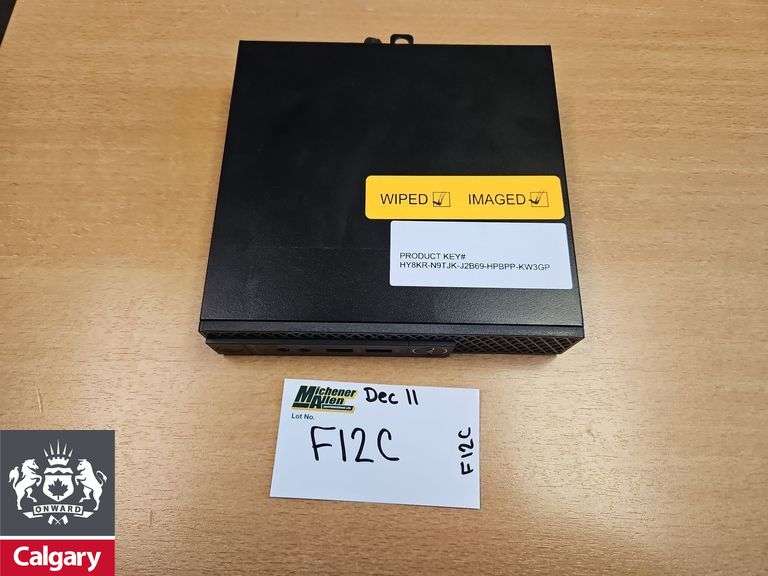 WIPED IMAGED
PRODUCT KEY#
HY8KR-N9TJK-J2B69-HPBPP-KW3GP
Michener
Allen
Dec 11
Lot No.
F12C
F12C
ONWARD
Calgary